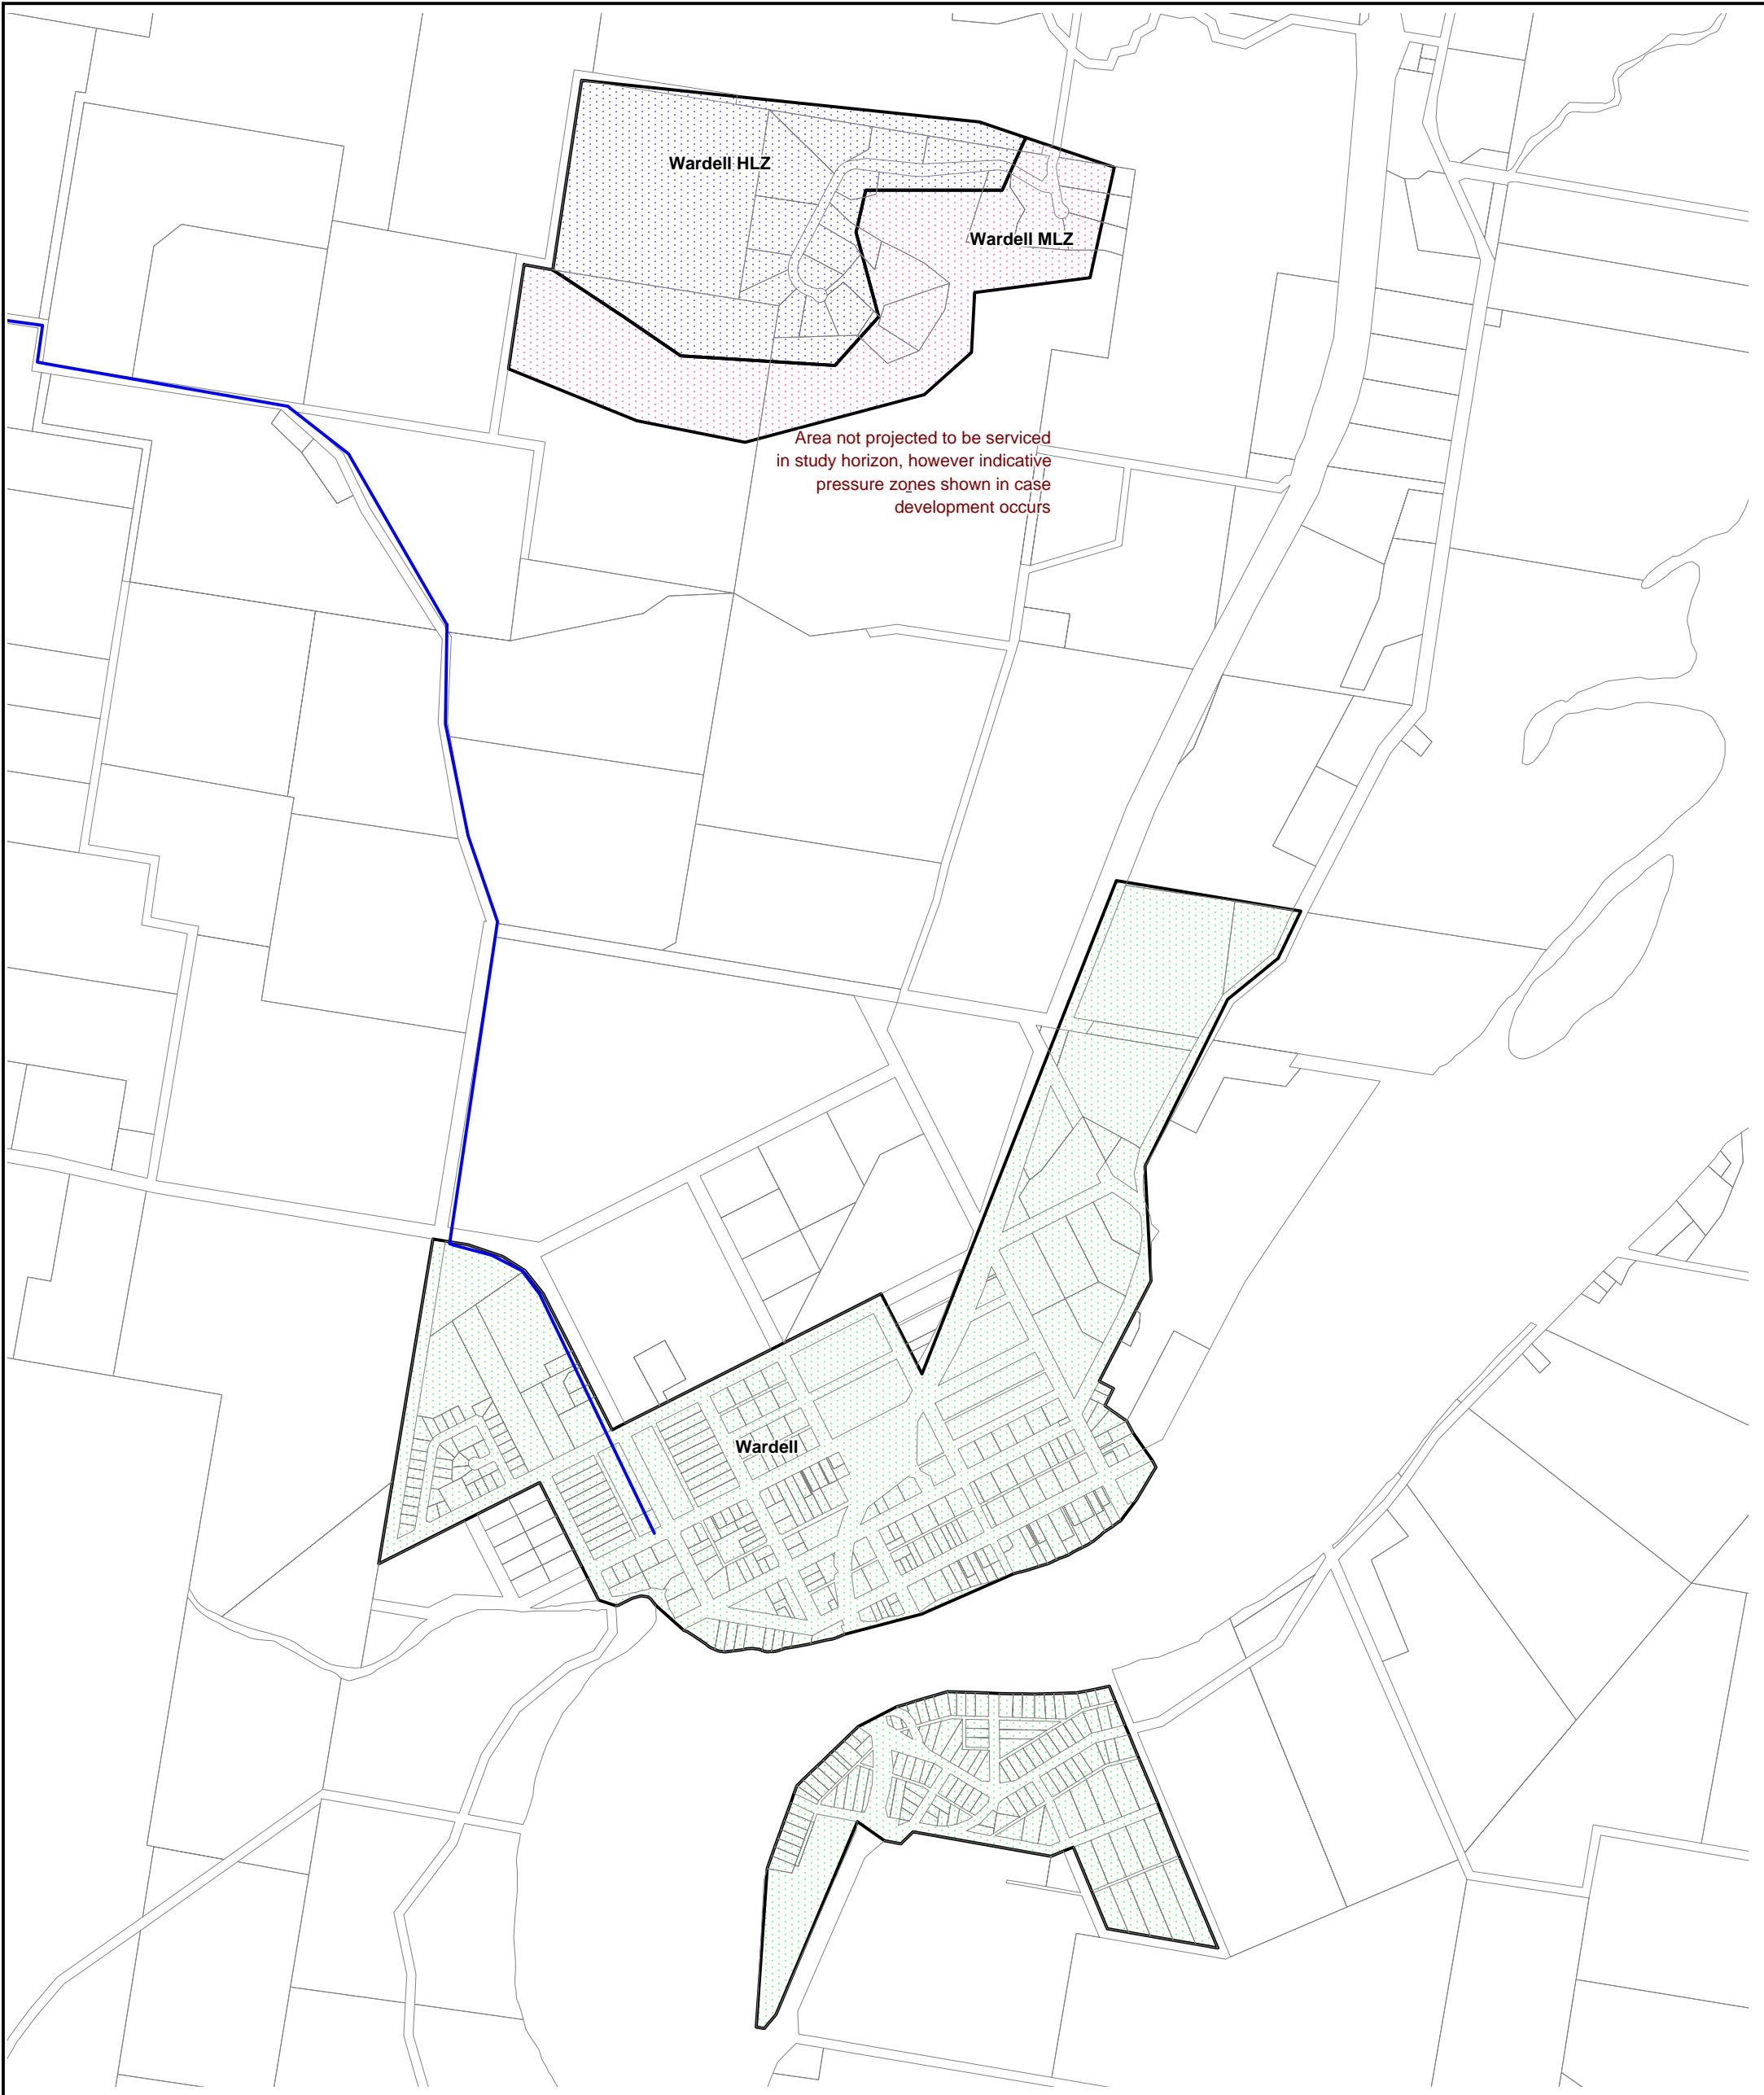 Wardell HLZ
Wardell MLZ
Area not projected to be serviced
in study horizon, however indicative
pressure zones shown in case
development occurs
Wardell